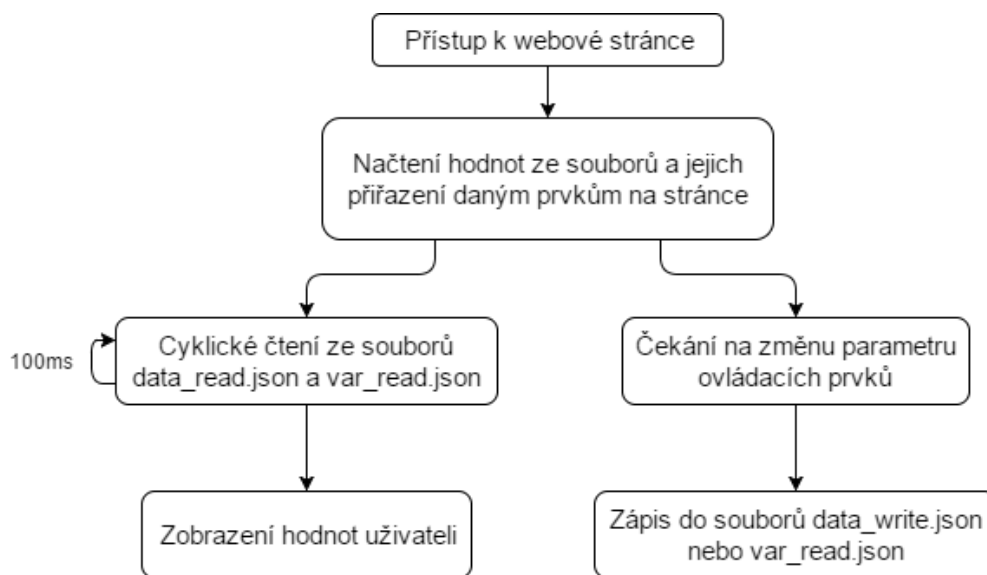 Přístup k webové stránce
Načtení hodnot ze souborů a jejich
přiřazení daným prvkům na stránce
100ms
Cyklické čtení ze souborů
data_read.json a var_read.json
Čekání na změnu parametru
ovládacích prvků
Zobrazení hodnot uživateli
Zápis do souborů data_write.json
nebo var_read.json